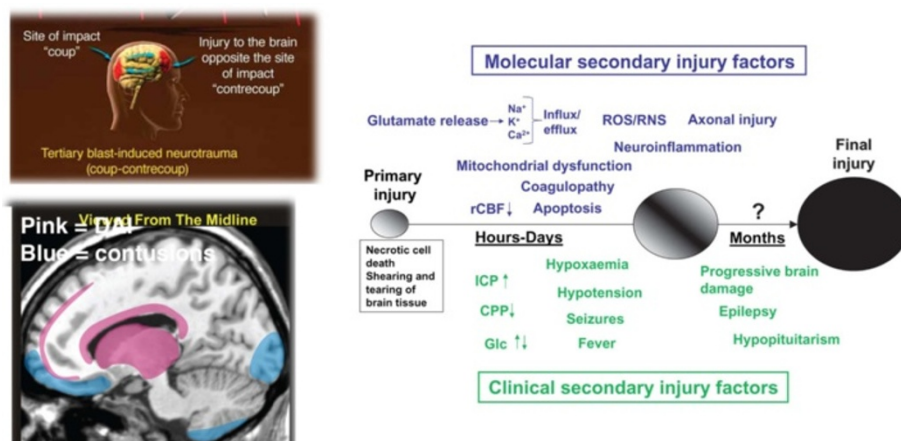 Site of impact
"coup"
Injury to the brain
opposite the site
of impact
"contrecoup"
Tertiary blast-induced neurotrauma
(coup-contrecoup)
Viewed From The Midline
Pink = DAI
Blue = contusions
Molecular secondary injury factors
Glutamate release
Na⁺
K⁺
Ca²⁺
Influx/
efflux
ROS/RNS
Axonal injury
Neuroinflammation
Mitochondrial dysfunction
Coagulopathy
rCBF ↓
Apoptosis
Primary
injury
Final
injury
?
Hours-Days
Months
Necrotic cell
death
Shearing and
tearing of
brain tissue
ICP ↑
CPP↓
Glc ↑↓
Hypoxaemia
Hypotension
Seizures
Fever
Progressive brain
damage
Epilepsy
Hypopituitarism
Clinical secondary injury factors